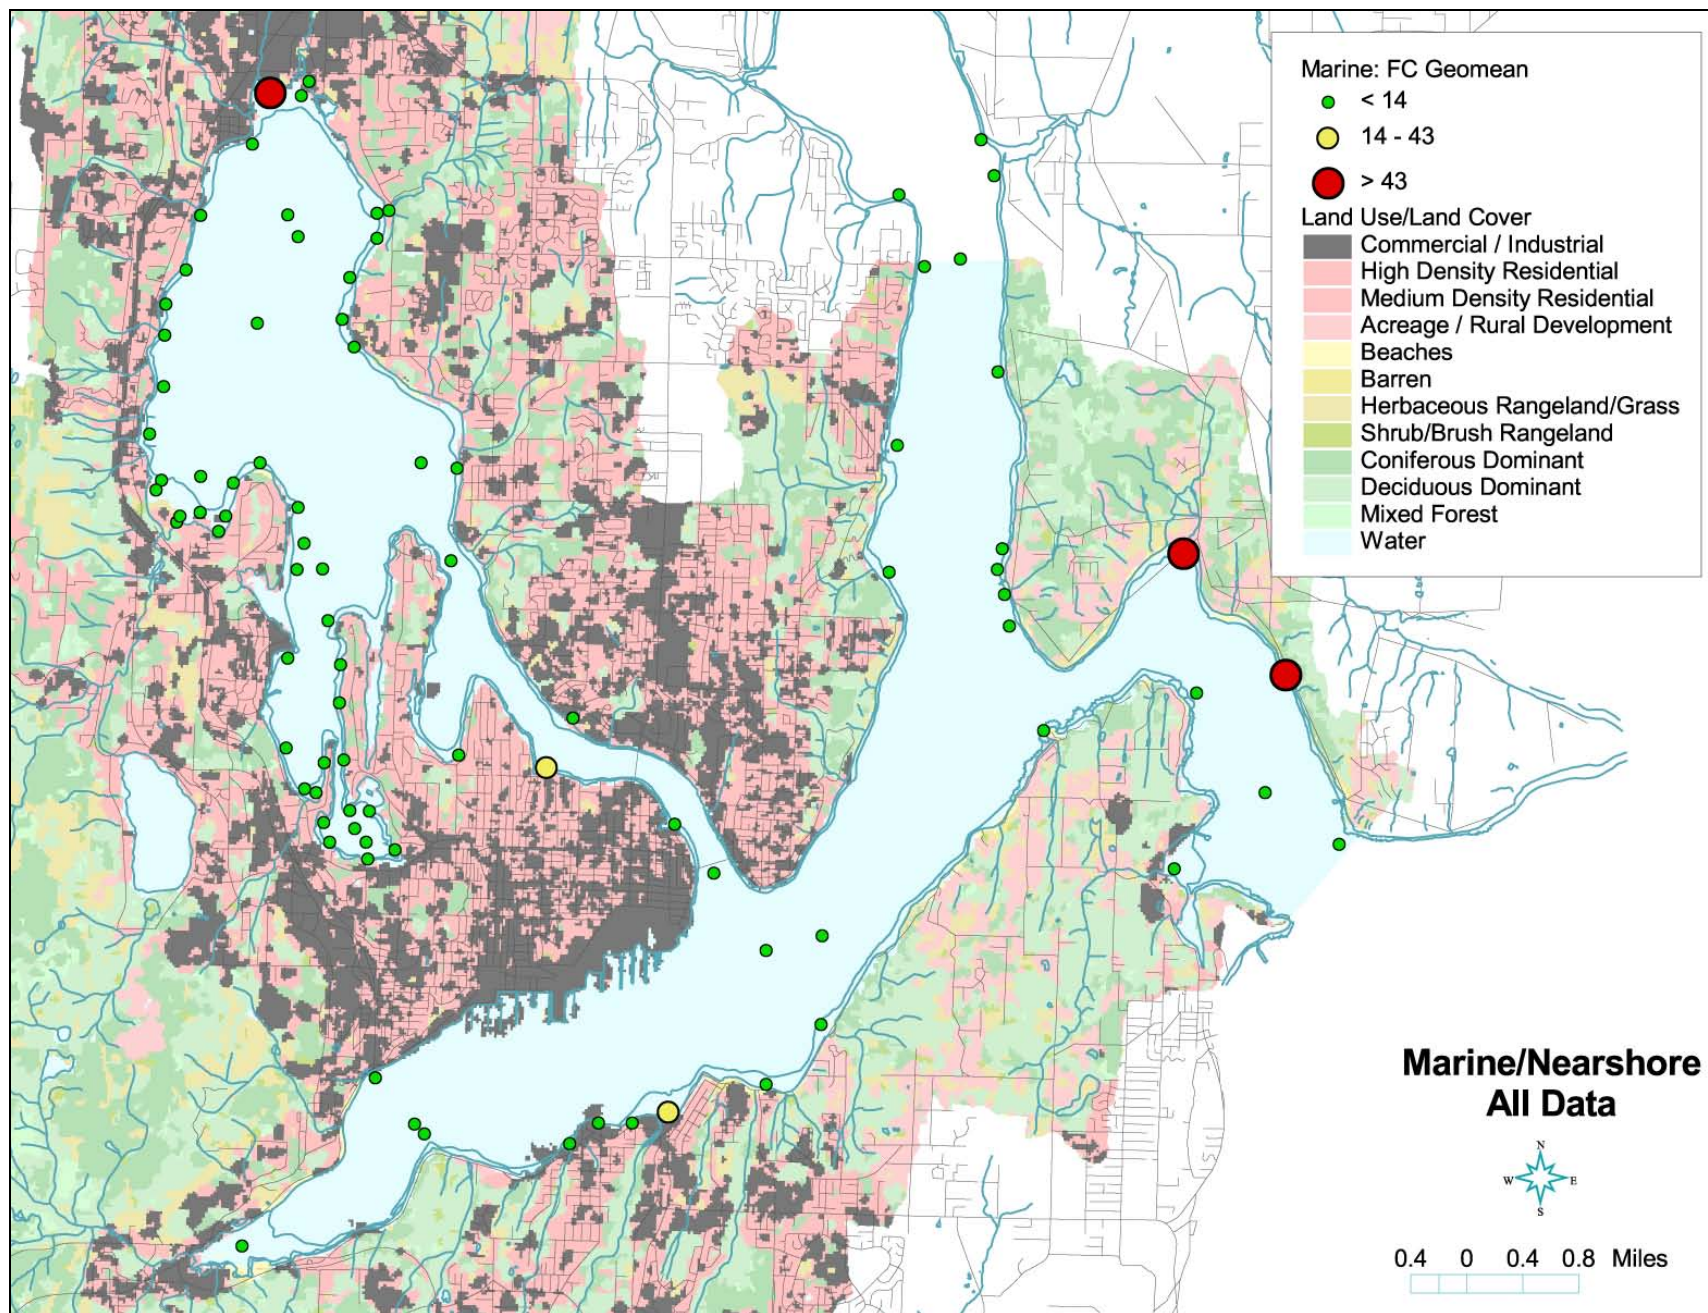 Marine: FC Geomean
< 14
14 - 43
> 43
Land Use/Land Cover
Commercial / Industrial
High Density Residential
Medium Density Residential
Acreage / Rural Development
Beaches
Barren
Herbaceous Rangeland/Grass
Shrub/Brush Rangeland
Coniferous Dominant
Deciduous Dominant
Mixed Forest
Water
Marine/Nearshore
All Data
N
W E
S
0.4 0 0.4 0.8 Miles